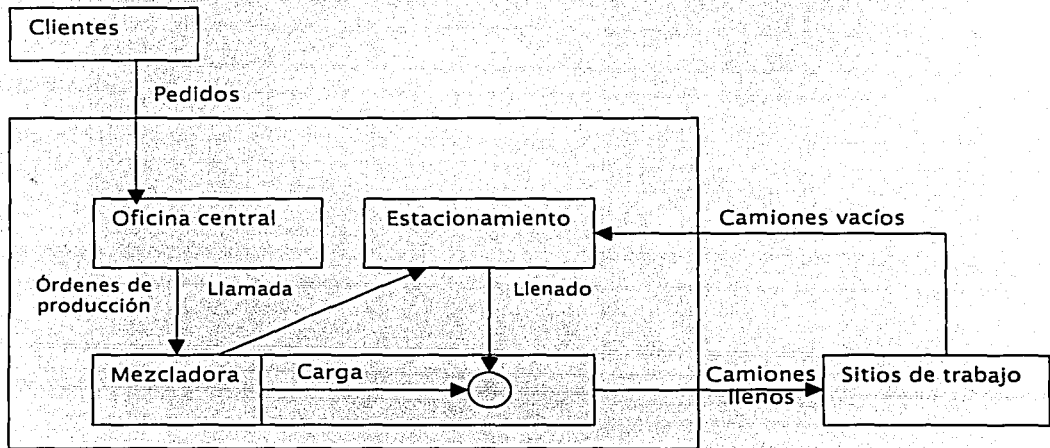 Clientes
Pedidos
Oficina central
Estacionamiento
Camiones vacíos
Órdenes de
producción
Llamada
Llenado
Mezcladora
Carga
Camiones
llenos
Sitios de trabajo